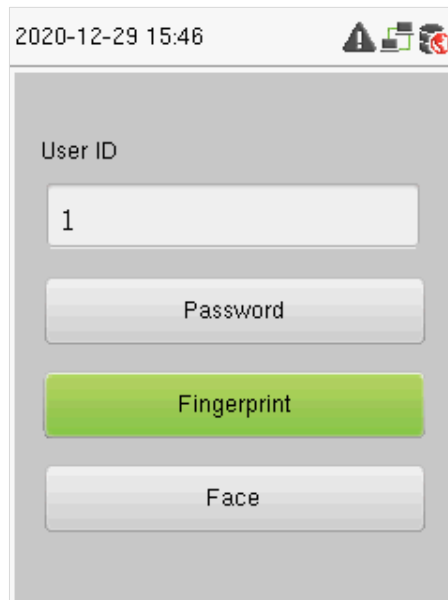 2020-12-29 15:46
User ID
1
Password
Fingerprint
Face